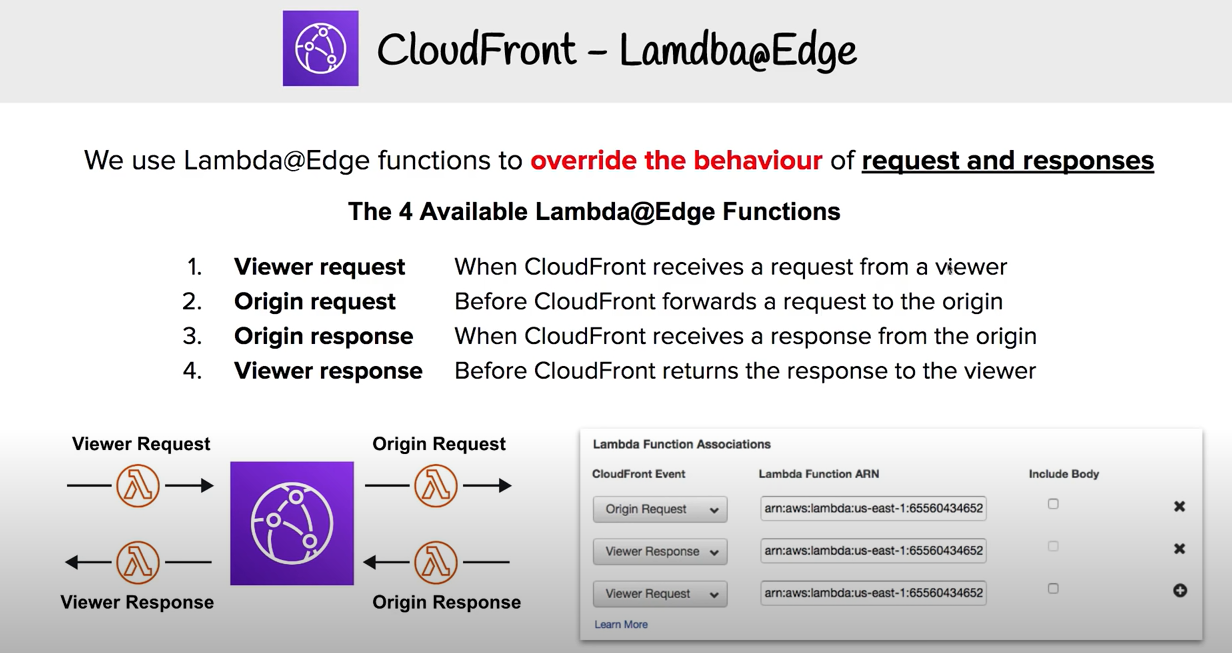 CloudFront – Lamdba@Edge
We use Lambda@Edge functions to override the behaviour of request and responses
The 4 Available Lambda@Edge Functions
1. Viewer request When CloudFront receives a request from a viewer
2. Origin request Before CloudFront forwards a request to the origin
3. Origin response When CloudFront receives a response from the origin
4. Viewer response Before CloudFront returns the response to the viewer
Viewer Request
Origin Request
Viewer Response
Origin Response
Lambda Function Associations
CloudFront Event Lambda Function ARN Include Body
Origin Request arn:aws:lambda:us-east-1:65560434652
Viewer Response arn:aws:lambda:us-east-1:65560434652
Viewer Request arn:aws:lambda:us-east-1:65560434652
Learn More